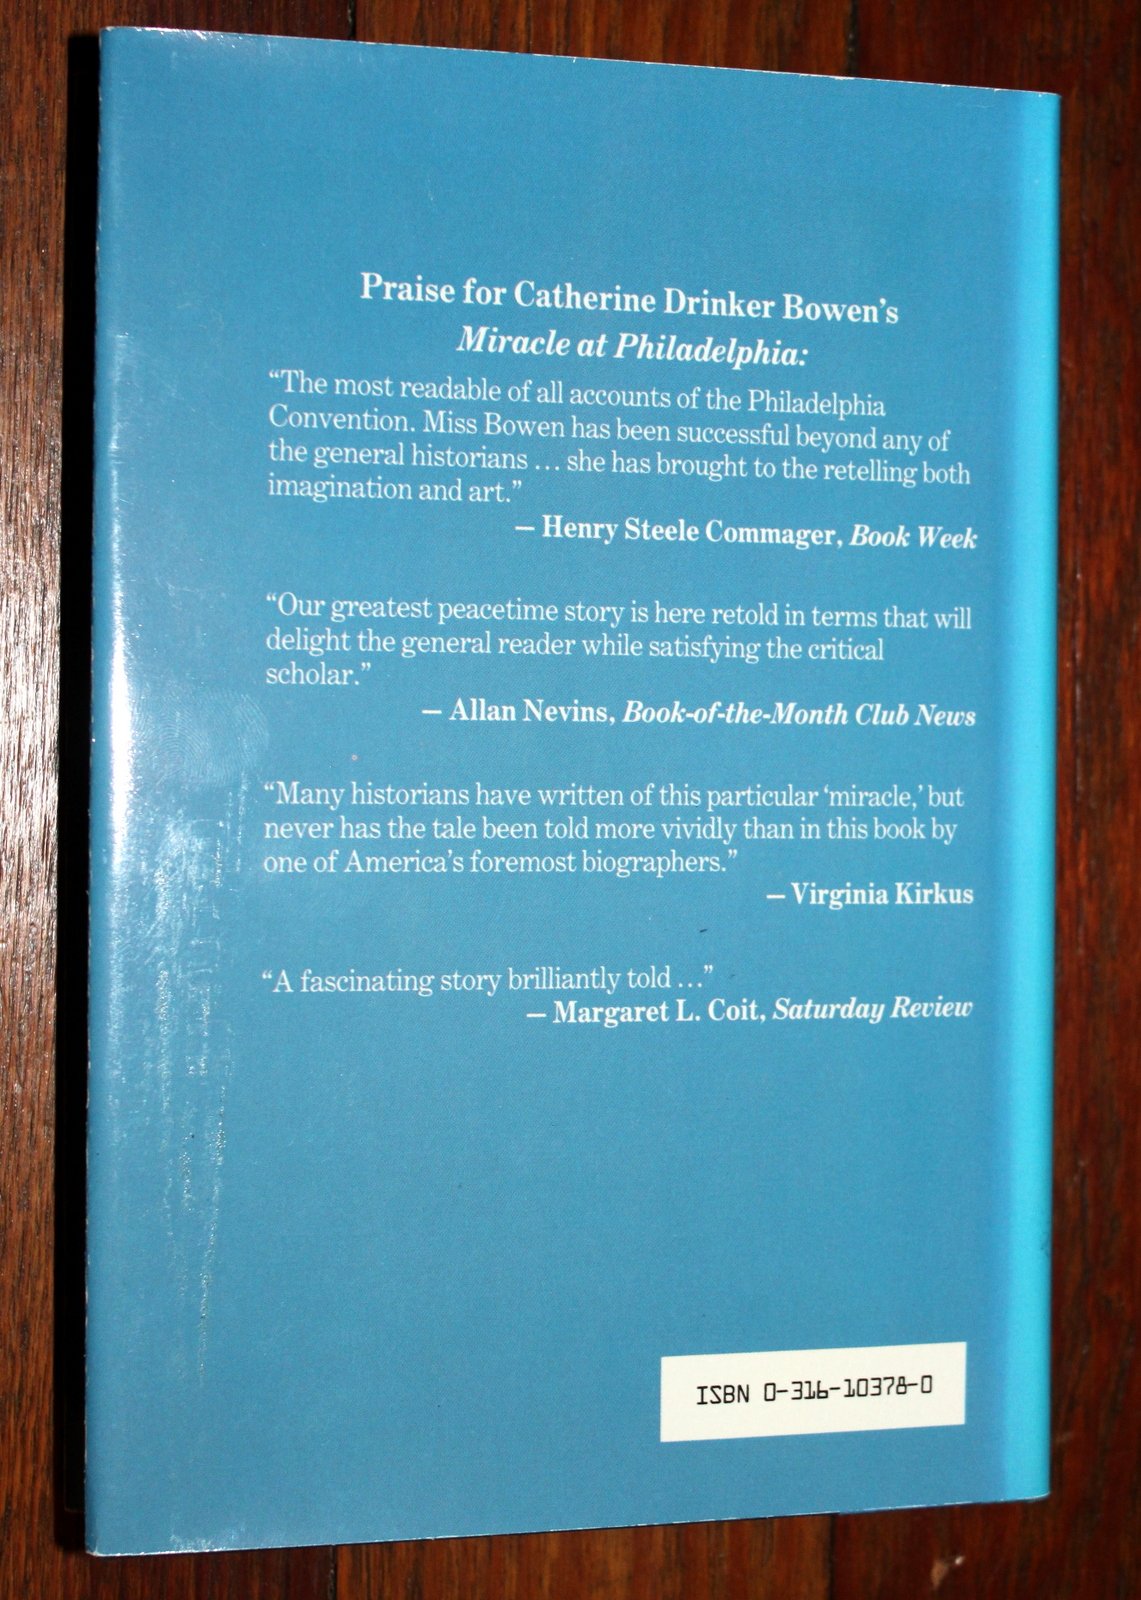 Praise for Catherine Drinker Bowen's
Miracle at Philadelphia:
“The most readable of all accounts of the Philadelphia
Convention. Miss Bowen has been successful beyond any of
the general historians ... she has brought to the retelling both
imagination and art.”
— Henry Steele Commager, Book Week
“Our greatest peacetime story is here retold in terms that will
delight the general reader while satisfying the critical
scholar.”
— Allan Nevins, Book-of-the-Month Club News
“Many historians have written of this particular ‘miracle,’ but
never has the tale been told more vividly than in this book by
one of America’s foremost biographers.”
— Virginia Kirkus
“A fascinating story brilliantly told ...”
— Margaret L. Coit, Saturday Review
ISBN 0-316-10378-0